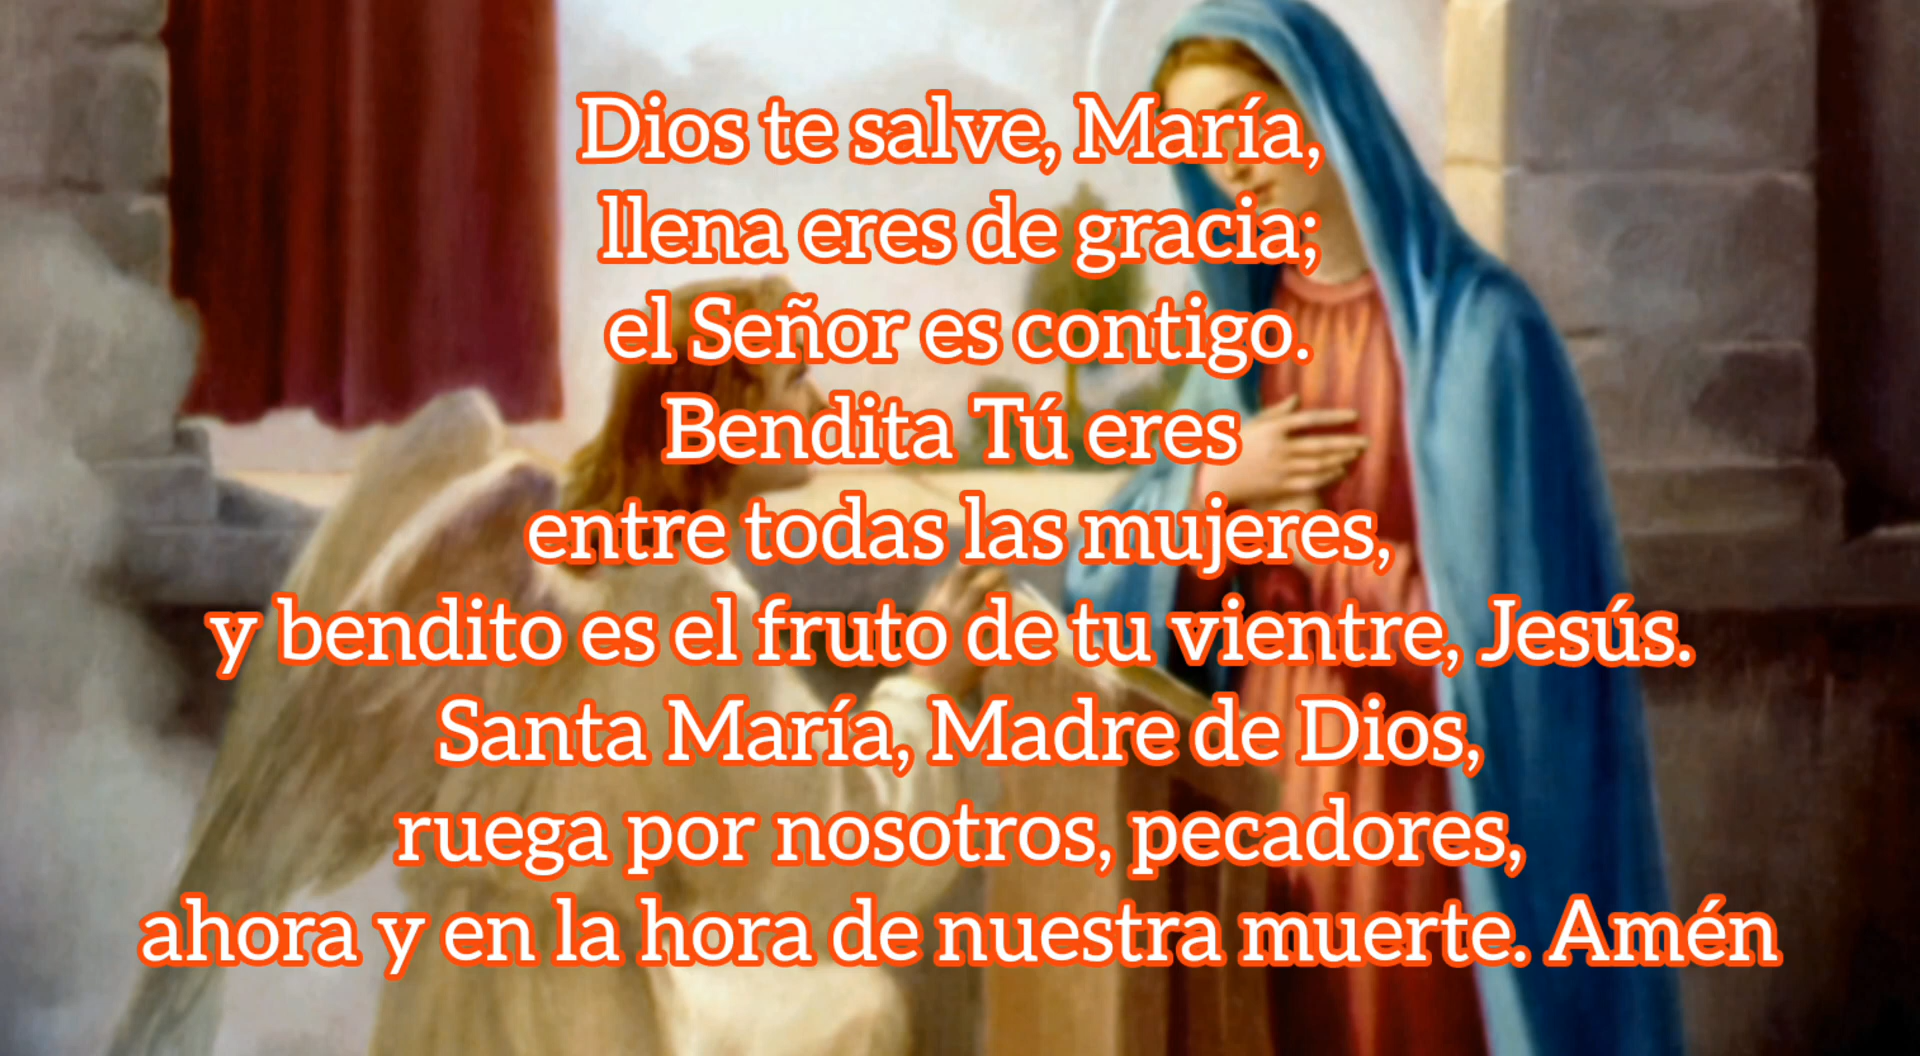 Dios te salve, María,
llena eres de gracia;
el Señor es contigo.
Bendita Tú eres
entre todas las mujeres,
y bendito es el fruto de tu vientre, Jesús.
Santa María, Madre de Dios,
ruega por nosotros, pecadores,
ahora y en la hora de nuestra muerte. Amén